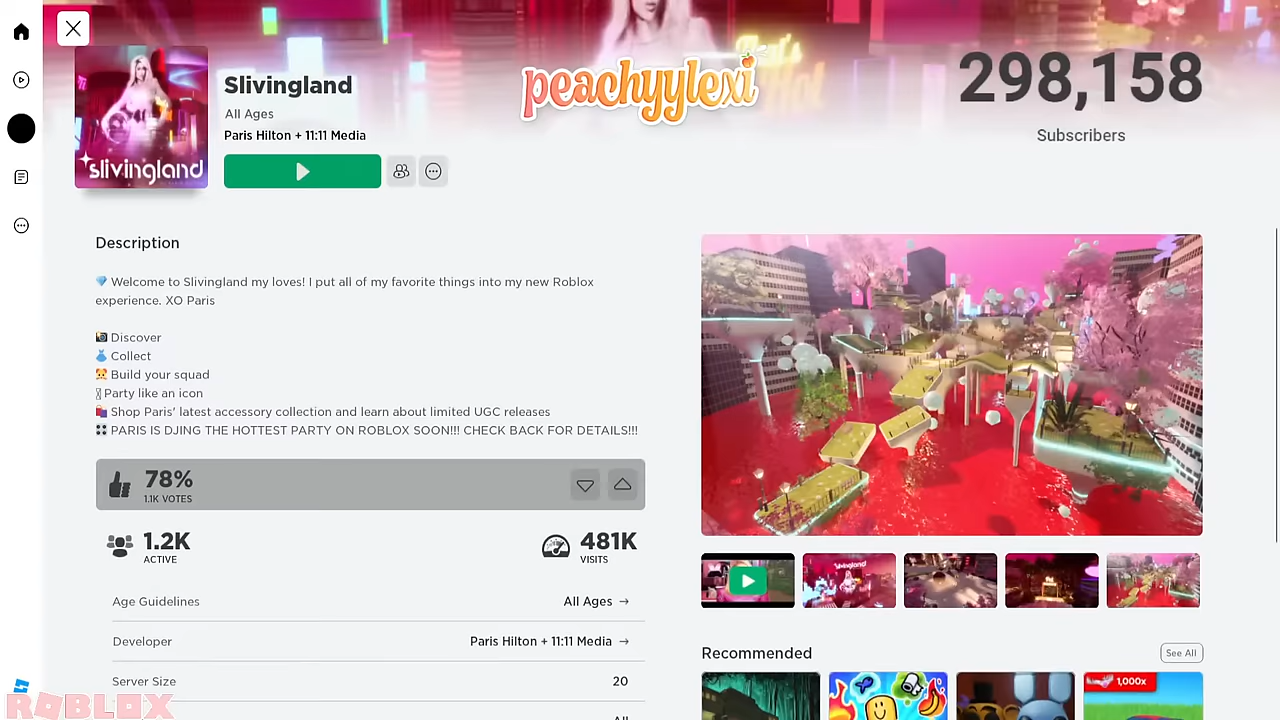 Slivingland
All Ages
Paris Hilton + 11:11 Media
slivingland
peachyylexi
298,158
Subscribers
Description
Welcome to Slivingland my loves! I put all of my favorite things into my new Roblox
experience. XO Paris
Discover
Collect
Build your squad
Party like an icon
Shop Paris' latest accessory collection and learn about limited UGC releases
PARIS IS DJING THE HOTTEST PARTY ON ROBLOX SOON!!! CHECK BACK FOR DETAILS!!!
78%
1.1K VOTES
1.2K
ACTIVE
481K
VISITS
Age Guidelines
All Ages →
Developer
Paris Hilton + 11:11 Media →
Server Size
20
slivingland
Recommended
See All
1,000x
ROBLOX